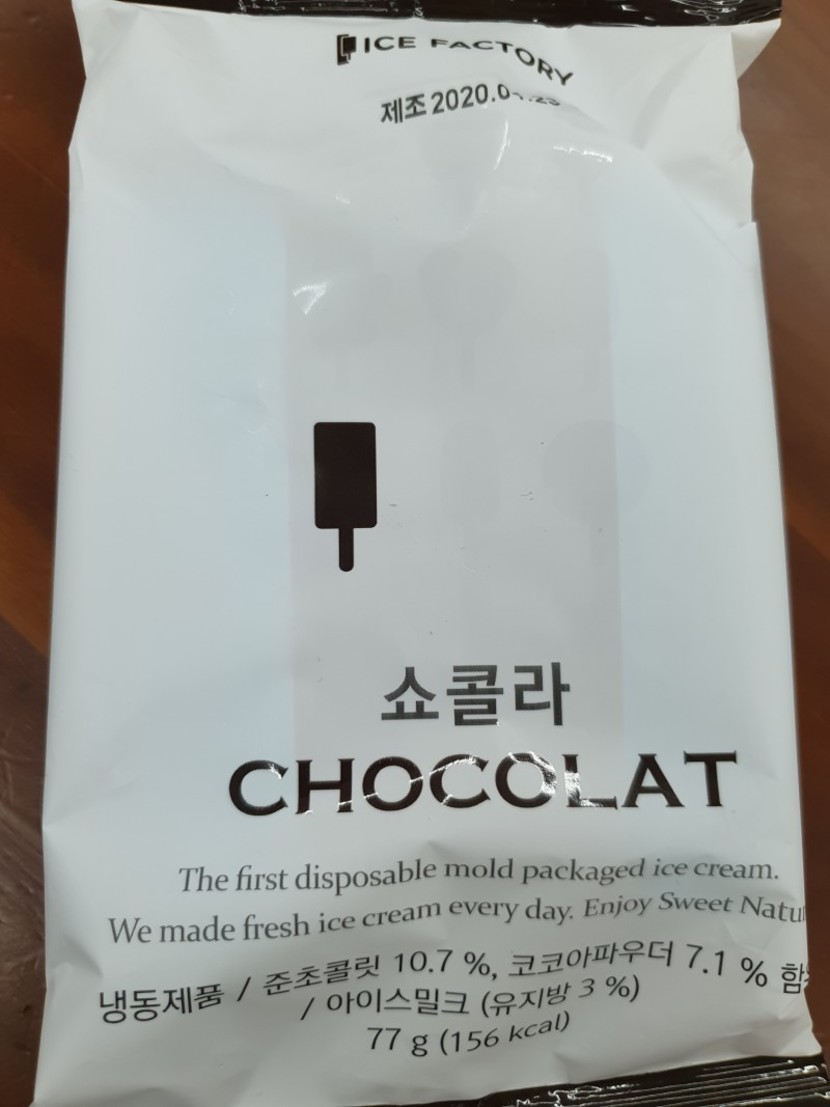 ICE FACTORY
제조
쇼콜라
CHOCOLAT
The first disposable mold packaged ice cream.
We made fresh ice cream every day. Enjoy Sweet
냉동제품 / 준초콜릿 10.7 %, 코코아파우더 7.1 %
/ 아이스밀크 (유지방 3 %)
77 g (156 kcal)